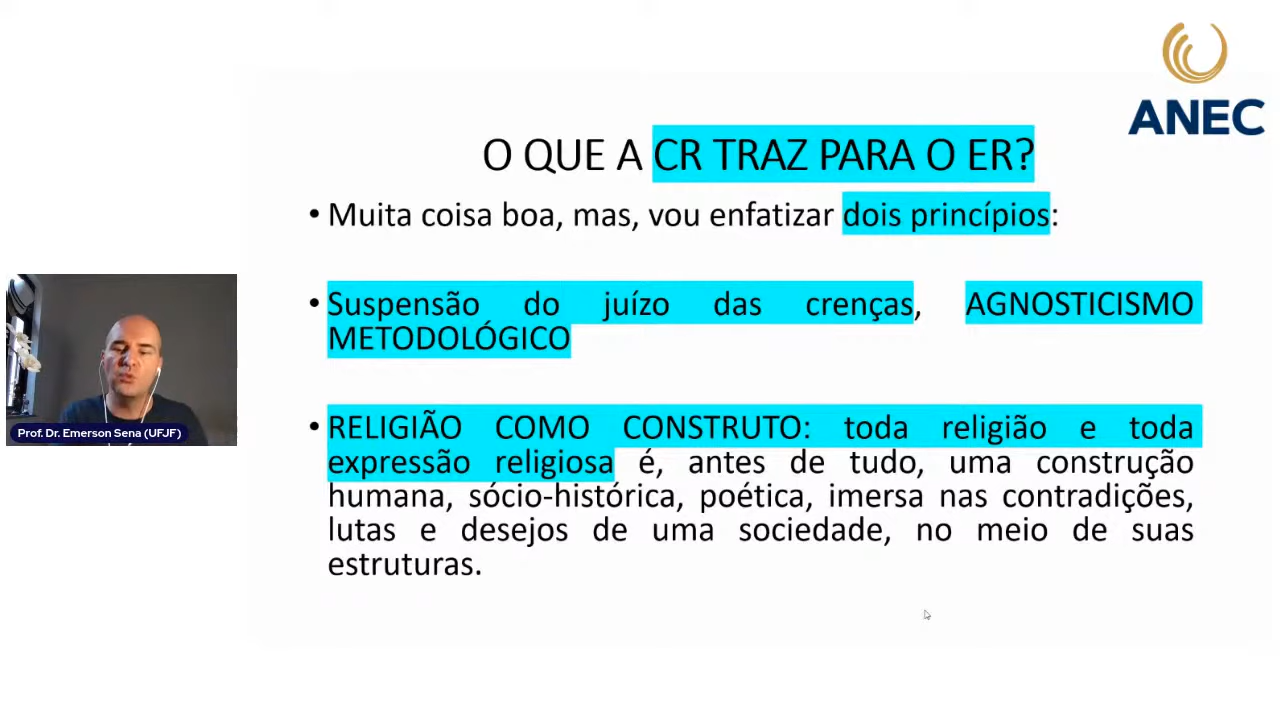 ANEC
O QUE A CR TRAZ PARA O ER?
• Muita coisa boa, mas, vou enfatizar dois princípios:
• Suspensão do juízo das crenças, AGNOSTICISMO
METODOLÓGICO
• RELIGIÃO COMO CONSTRUTO: toda religião e toda
expressão religiosa é, antes de tudo, uma construção
humana, sócio-histórica, poética, imersa nas contradições,
lutas e desejos de uma sociedade, no meio de suas
estruturas.
Prof. Dr. Emerson Sena (UFJF)